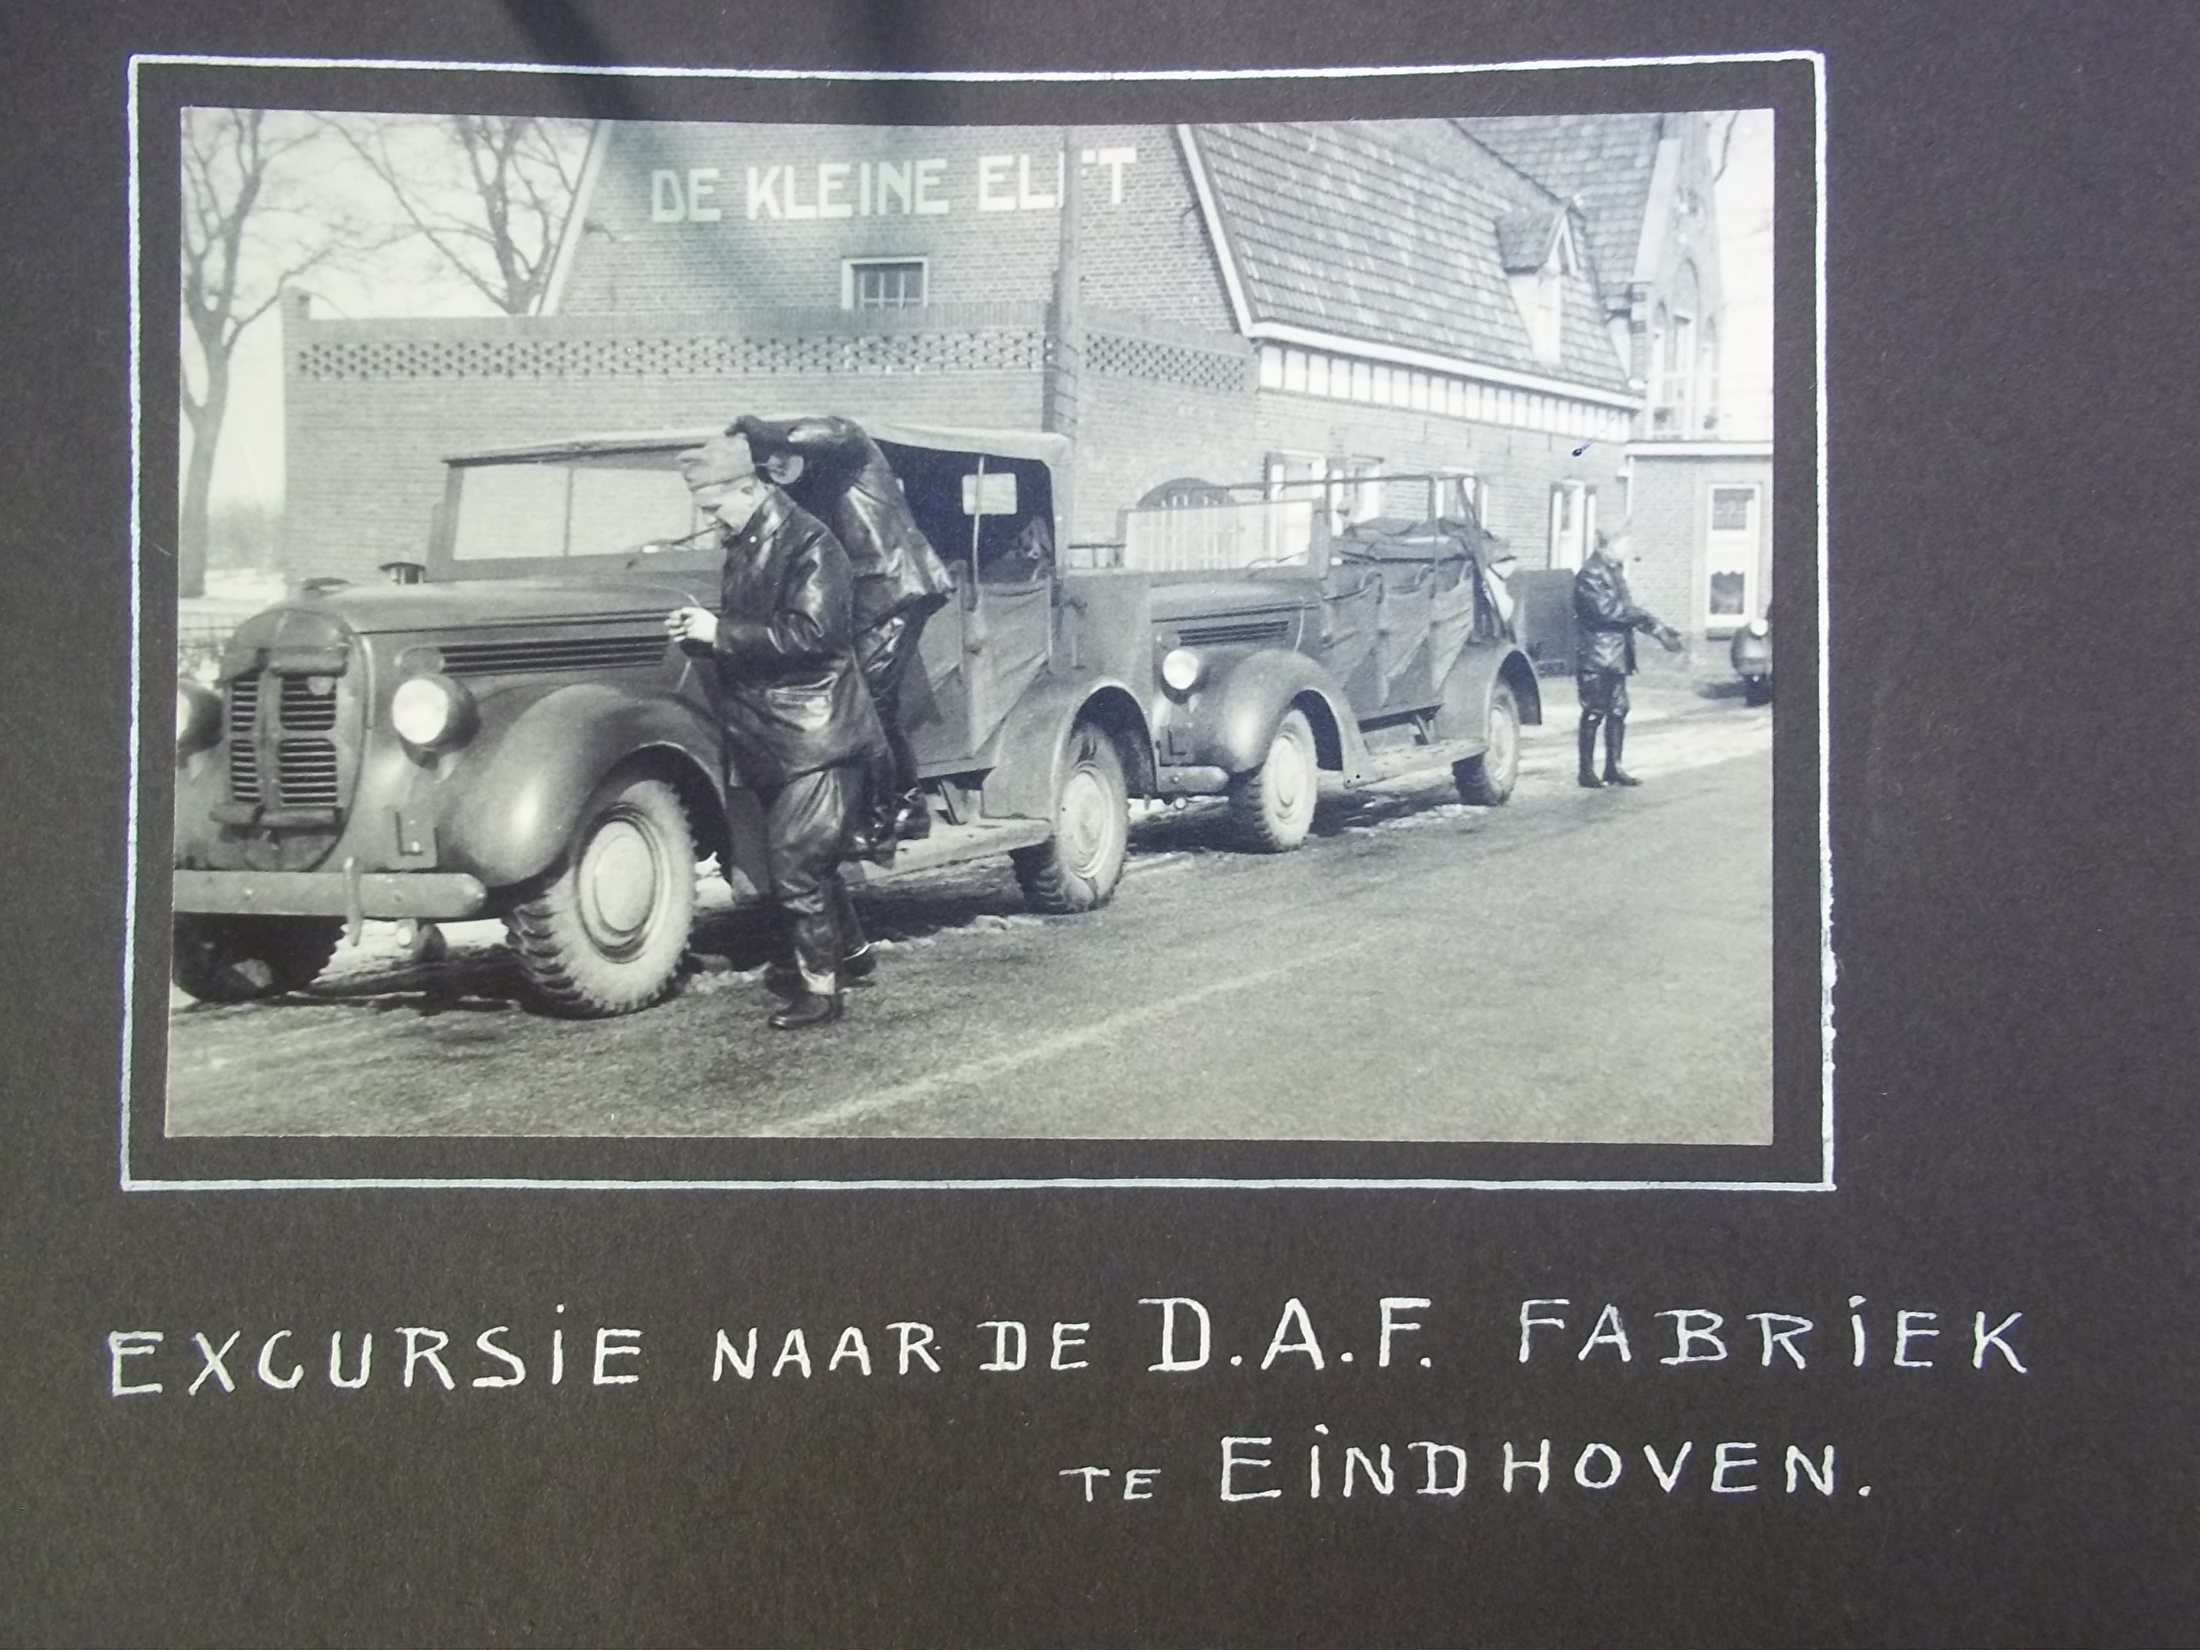 DE KLEINE ELFT
L
L
EXCURSIE NAAR DE D.A.F. FABRIEK
TE EINDHOVEN.